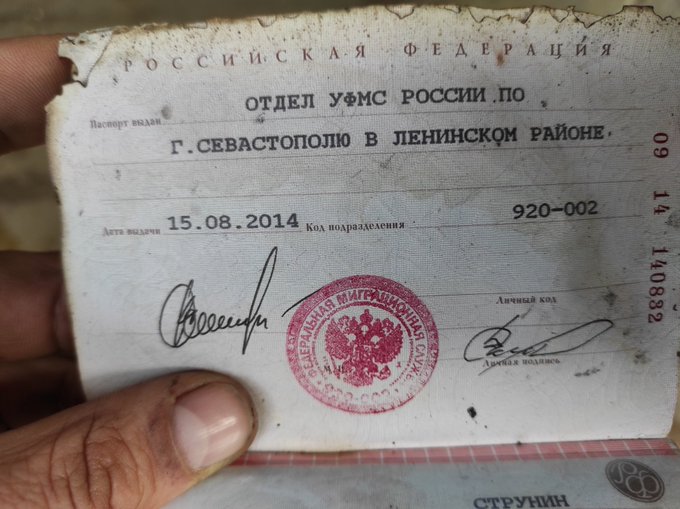 РОССИЙСКАЯ ФЕДЕРАЦИЯ
Паспорт выдан ОТДЕЛ УФМС РОССИИ ПО
Г.СЕВАСТОПОЛЮ В ЛЕНИНСКОМ РАЙОНЕ
Дата выдачи 15.08.2014 Код подразделения 920-002
Личный код
М.П.
Личная подпись
ФЕДЕРАЛЬНАЯ МИГРАЦИОННАЯ СЛУЖБА
09 14 140832
СТРУНИН